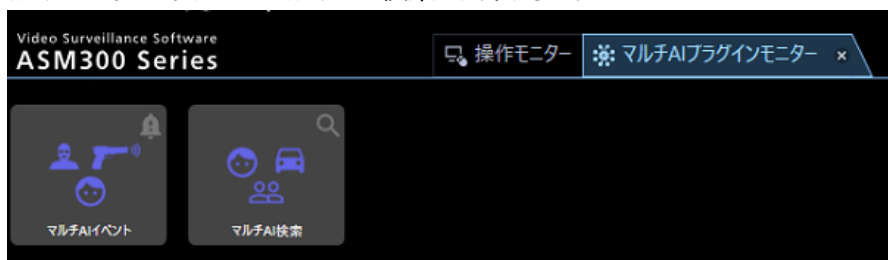 Video Surveillance Software
ASM300 Series
操作モニター
マルチAIプラグインモニター ×
マルチAIイベント
マルチAI検索